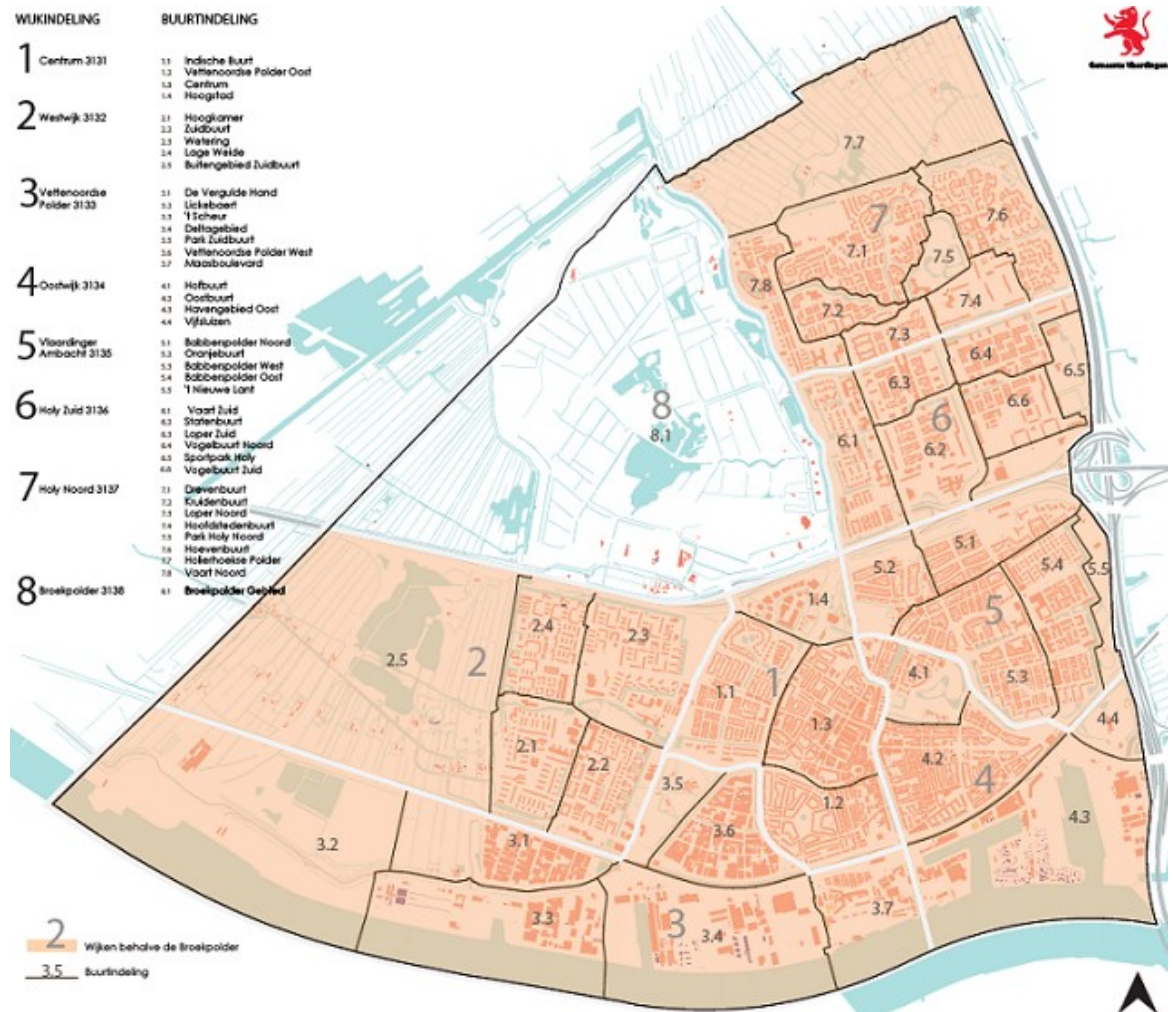 WIJKINDELING
BUURTINDELING
1 Centrum 3131
1.1 Indische Buurt
1.2 Vettenoordse Polder Oost
1.3 Centrum
1.4 Hoogstad
2 Westwijk 3132
2.1 Hoogkamer
2.2 Zuidbuurt
2.3 Wetering
2.4 Lage Weide
2.5 Buitengebied Zuidbuurt
3 Vettenoordse
Polder 3133
3.1 De Vergulde Hand
3.2 Lickebaert
3.3 't Scheur
3.4 Deltagebied
3.5 Park Zuidbuurt
3.6 Vettenoordse Polder West
3.7 Maasboulevard
4 Oostwijk 3134
4.1 Hofbuurt
4.2 Oostbuurt
4.3 Havengebied Oost
4.4 Vijfsluizen
5 Vlaardinger
Ambacht 3135
5.1 Babberspolder Noord
5.2 Oranjebuurt
5.3 Babberspolder West
5.4 Babberspolder Oost
5.5 't Nieuwe Lant
6 Holy Zuid 3136
6.1 Vaart Zuid
6.2 Statenbuurt
6.3 Loper Zuid
6.4 Vogelbuurt Noord
6.5 Sportpark Holy
6.6 Vogelbuurt Zuid
7 Holy Noord 3137
7.1 Drevenbuurt
7.2 Kruidenbuurt
7.3 Loper Noord
7.4 Hoofdstedenbuurt
7.5 Park Holy Noord
7.6 Hoevenbuurt
7.7 Holierhoekse Polder
7.8 Vaart Noord
8 Broekpolder 3138
8.1 Broekpolder Gebied
Gemeente Vlaardingen
7.7
7
7.6
7.1
7.5
7.8
7.4
7.2
7.3
6.4
6.5
6.3
6.6
8
8.1
6
6.1
6.2
5.1
5.4
5.5
5.2
1.4
5
2.4
2.3
2.5
2
4.1
5.3
1
1.1
4.4
1.3
2.1
4.2
2.2
3.5
4
1.2
4.3
3.6
3.1
3.2
3.7
3.3
3
3.4
2 Wijken behalve de Broekpolder
3.5 Buurtindeling